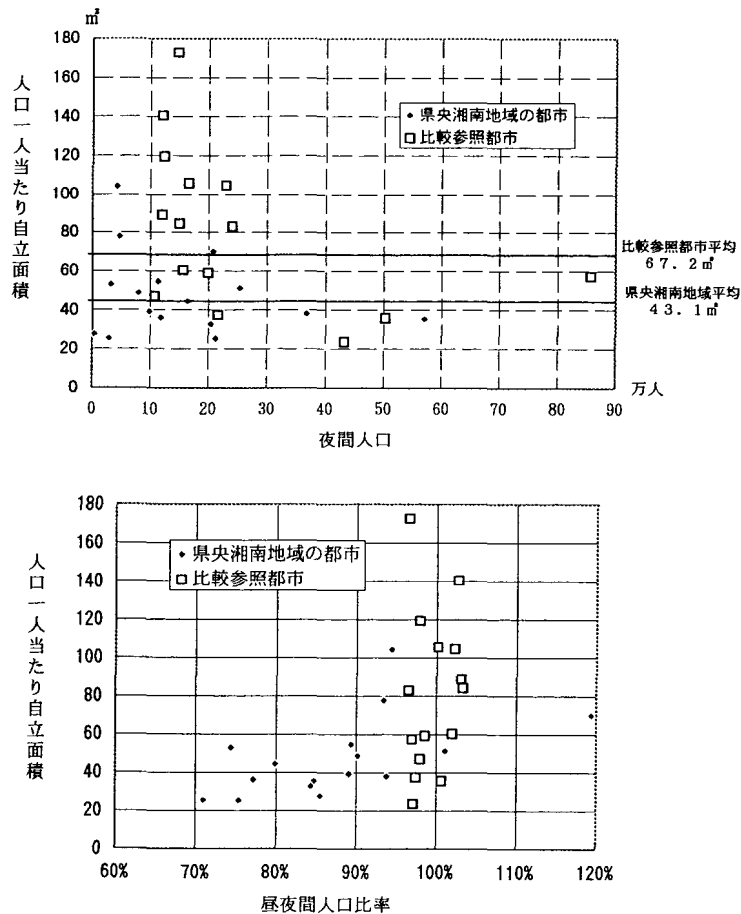 ㎡
180
160
140
120
100
80
60
40
20
0
人口一人当たり自立面積
・県央湘南地域の都市
□比較参照都市
比較参照都市平均
67.2㎡
県央湘南地域平均
43.1㎡
0 10 20 30 40 50 60 70 80 90
万人
夜間人口
180
160
140
120
100
80
60
40
20
0
人口一人当たり自立面積
・県央湘南地域の都市
□比較参照都市
60% 70% 80% 90% 100% 110% 120%
昼夜間人口比率